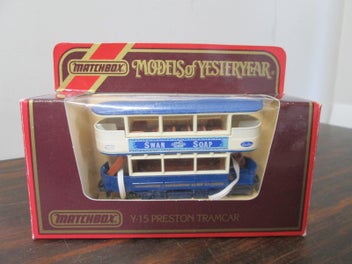 MATCHBOX
MODELS of YESTERYEAR
SWAN SOAP
MATCHBOX
Y-15 PRESTON TRAMCAR